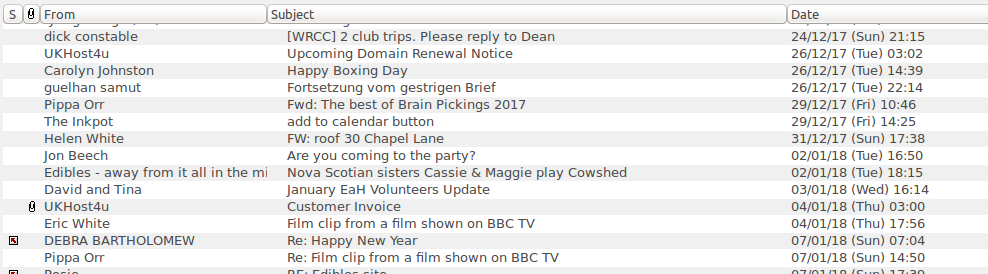 S From Subject Date
dick constable [WRCC] 2 club trips. Please reply to Dean 24/12/17 (Sun) 21:15
UKHost4u Upcoming Domain Renewal Notice 26/12/17 (Tue) 03:02
Carolyn Johnston Happy Boxing Day 26/12/17 (Tue) 14:39
guelhan samut Fortsetzung vom gestrigen Brief 26/12/17 (Tue) 22:14
Pippa Orr Fwd: The best of Brain Pickings 2017 29/12/17 (Fri) 10:46
The Inkpot add to calendar button 29/12/17 (Fri) 14:25
Helen White FW: roof 30 Chapel Lane 31/12/17 (Sun) 17:38
Jon Beech Are you coming to the party? 02/01/18 (Tue) 16:50
Edibles - away from it all in the mi Nova Scotian sisters Cassie & Maggie play Cowshed 02/01/18 (Tue) 18:15
David and Tina January EaH Volunteers Update 03/01/18 (Wed) 16:14
UKHost4u Customer Invoice 04/01/18 (Thu) 03:00
Eric White Film clip from a film shown on BBC TV 04/01/18 (Thu) 17:56
DEBRA BARTHOLOMEW Re: Happy New Year 07/01/18 (Sun) 07:04
Pippa Orr Re: Film clip from a film shown on BBC TV 07/01/18 (Sun) 14:50